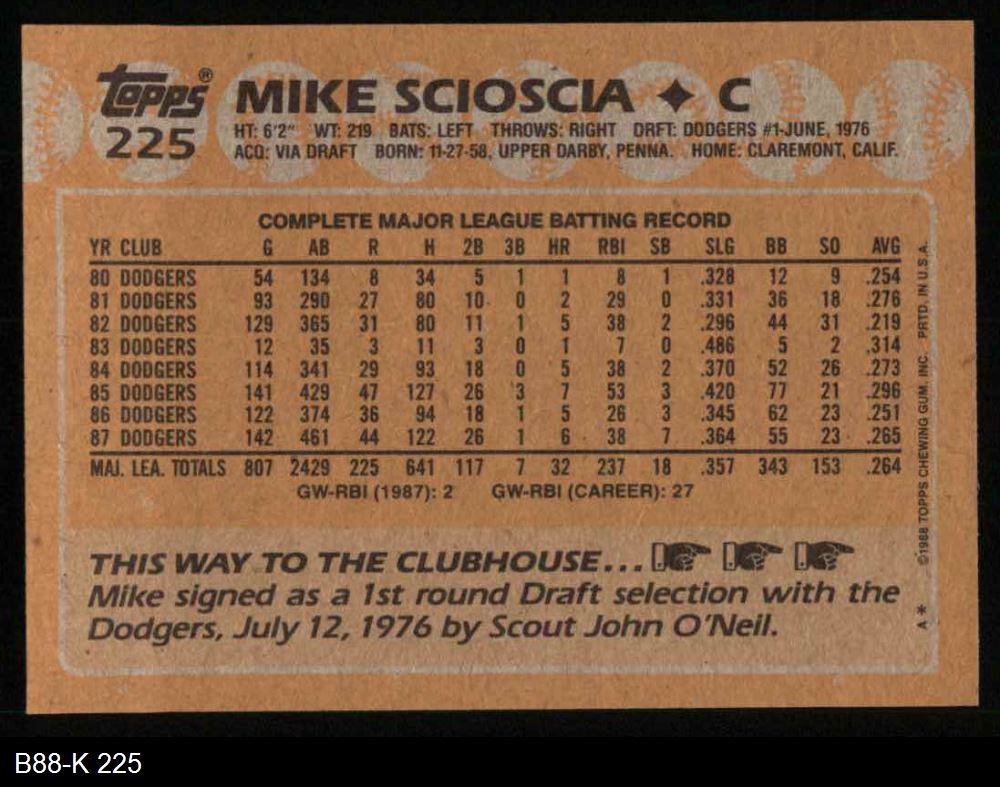 Topps® MIKE SCIOSCIA ✦ C
225
HT: 6'2" WT: 219 BATS: LEFT THROWS: RIGHT DRFT: DODGERS #1-JUNE, 1976
ACQ: VIA DRAFT BORN: 11-27-58, UPPER DARBY, PENNA. HOME: CLAREMONT, CALIF.
COMPLETE MAJOR LEAGUE BATTING RECORD
YR CLUB G AB R H 2B 3B HR RBI SB SLG BB SO AVG
80 DODGERS 54 134 8 34 5 1 1 8 1 .328 12 9 .254
81 DODGERS 93 290 27 80 10 0 2 29 0 .331 36 18 .276
82 DODGERS 129 365 31 80 11 1 5 38 2 .296 44 31 .219
83 DODGERS 12 35 3 11 3 0 1 7 0 .486 5 2 .314
84 DODGERS 114 341 29 93 18 0 5 38 2 .370 52 26 .273
85 DODGERS 141 429 47 127 26 3 7 53 3 .420 77 21 .296
86 DODGERS 122 374 36 94 18 1 5 26 3 .345 62 23 .251
87 DODGERS 142 461 44 122 26 1 6 38 7 .364 55 23 .265
MAJ. LEA. TOTALS 807 2429 225 641 117 7 32 237 18 .357 343 153 .264
GW-RBI (1987): 2 GW-RBI (CAREER): 27
THIS WAY TO THE CLUBHOUSE...
Mike signed as a 1st round Draft selection with the
Dodgers, July 12, 1976 by Scout John O'Neil.
A* ©1988 TOPPS CHEWING GUM, INC. PRTD. IN U.S.A.
B88-K 225